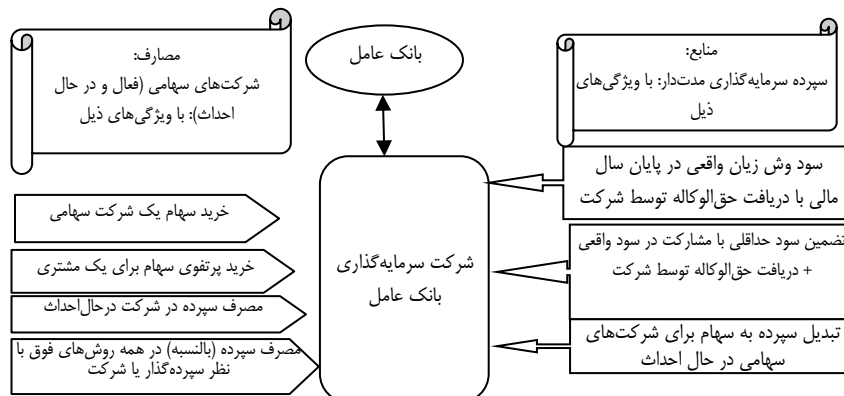 منابع:
سپرده سرمایه‌گذاری مدت‌دار: با ویژگی‌های
ذیل
بانک عامل
مصارف:
شرکت‌های سهامی (فعال و در حال
احداث): با ویژگی‌های ذیل
سود وش زیان واقعی در پایان سال
مالی با دریافت حق‌الوکاله توسط شرکت
تضمین سود حداقلی با مشارکت در سود واقعی
+ دریافت حق‌الوکاله توسط شرکت
تبدیل سپرده به سهام برای شرکت‌های
سهامی در حال احداث
شرکت سرمایه‌گذاری
بانک عامل
خرید سهام یک شرکت سهامی
خرید پرتفوی سهام برای یک مشتری
مصرف سپرده در شرکت درحال‌احداث
مصرف سپرده (بالنسبه) در همه روش‌های فوق با
نظر سپرده‌گذار یا شرکت